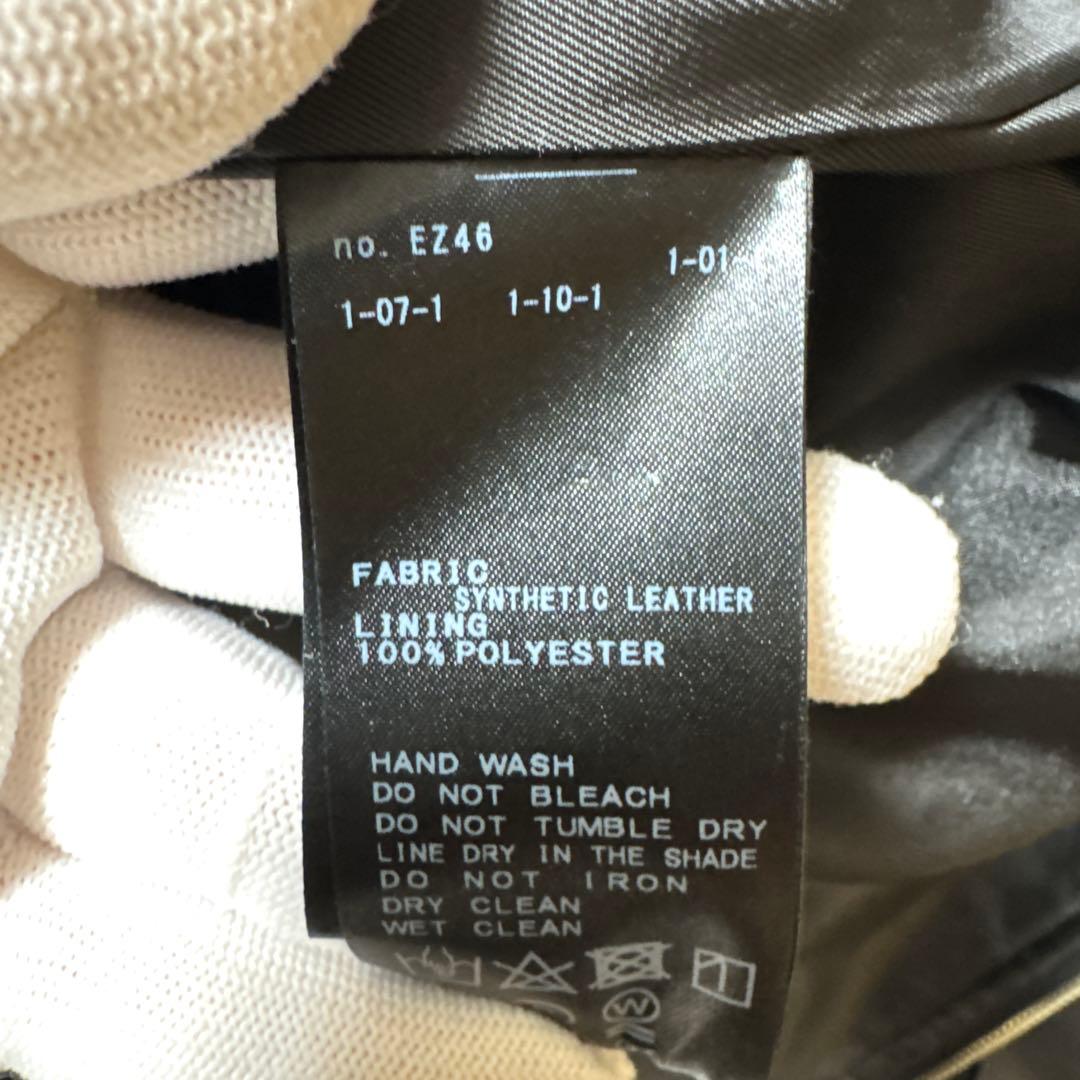 no. EZ46
1-01
1-07-1 1-10-1
FABRIC
SYNTHETIC LEATHER
LINING
100% POLYESTER
HAND WASH
DO NOT BLEACH
DO NOT TUMBLE DRY
LINE DRY IN THE SHADE
DO NOT IRON
DRY CLEAN
WET CLEAN
W